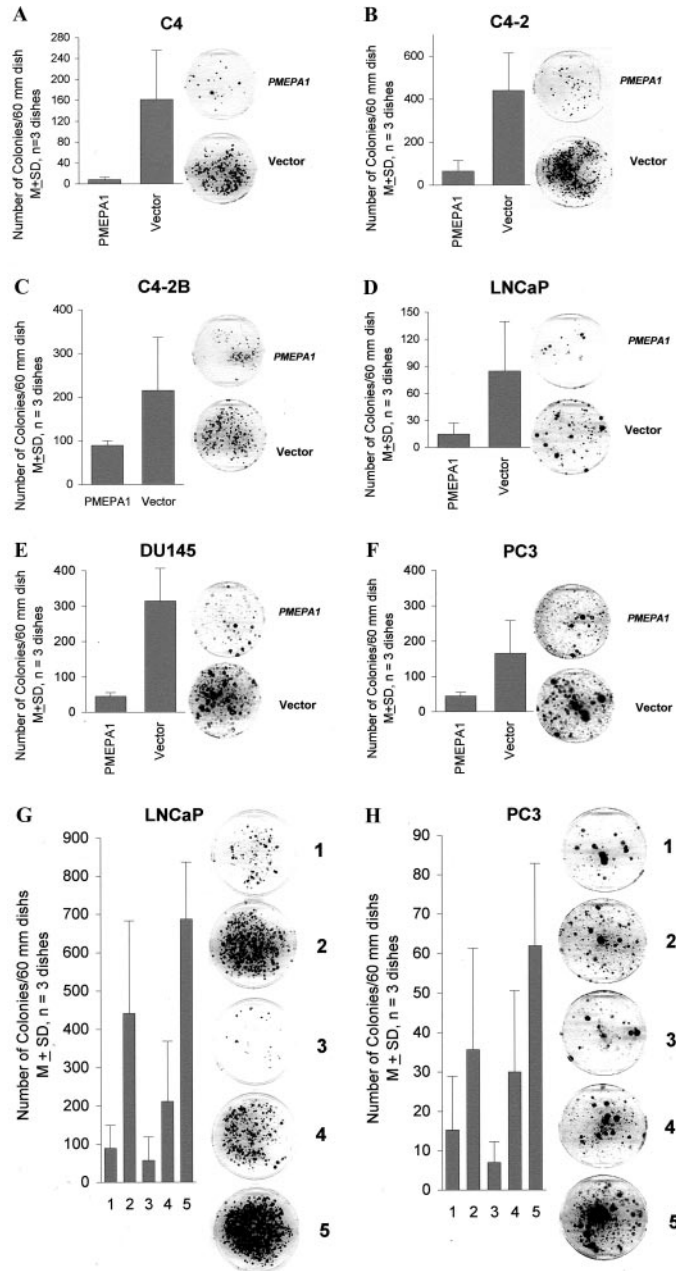 A
C4
Number of Colonies/60 mm dish
M±SD, n=3 dishes
280
240
200
160
120
80
40
0
PMEPA1
Vector
PMEPA1
Vector
B
C4-2
Number of Colonies/60 mm dish
M±SD, n = 3 dishes
600
400
200
0
PMEPA1
Vector
PMEPA1
Vector
C
C4-2B
Number of Colonies/60 mm dish
M±SD, n = 3 dishes
400
300
200
100
0
PMEPA1 Vector
PMEPA1
Vector
D
LNCaP
Number of Colonies/60 mm dish
M±SD, n = 3 dishes
150
120
90
60
30
0
PMEPA1
Vector
PMEPA1
Vector
E
DU145
Number of Colonies/60 mm dish
M±SD, n = 3 dishes
400
300
200
100
0
PMEPA1
Vector
PMEPA1
Vector
F
PC3
Number of Colonies/60 mm dish
M±SD, n = 3 dishes
400
300
200
100
0
PMEPA1
Vector
PMEPA1
Vector
G
LNCaP
Number of Colonies/60 mm dishs
M ± SD, n = 3 dishes
900
800
700
600
500
400
300
200
100
0
1 2 3 4 5
1
2
3
4
5
H
PC3
Number of Colonies/60 mm dishs
M ± SD, n = 3 dishes
90
80
70
60
50
40
30
20
10
0
1 2 3 4 5
1
2
3
4
5